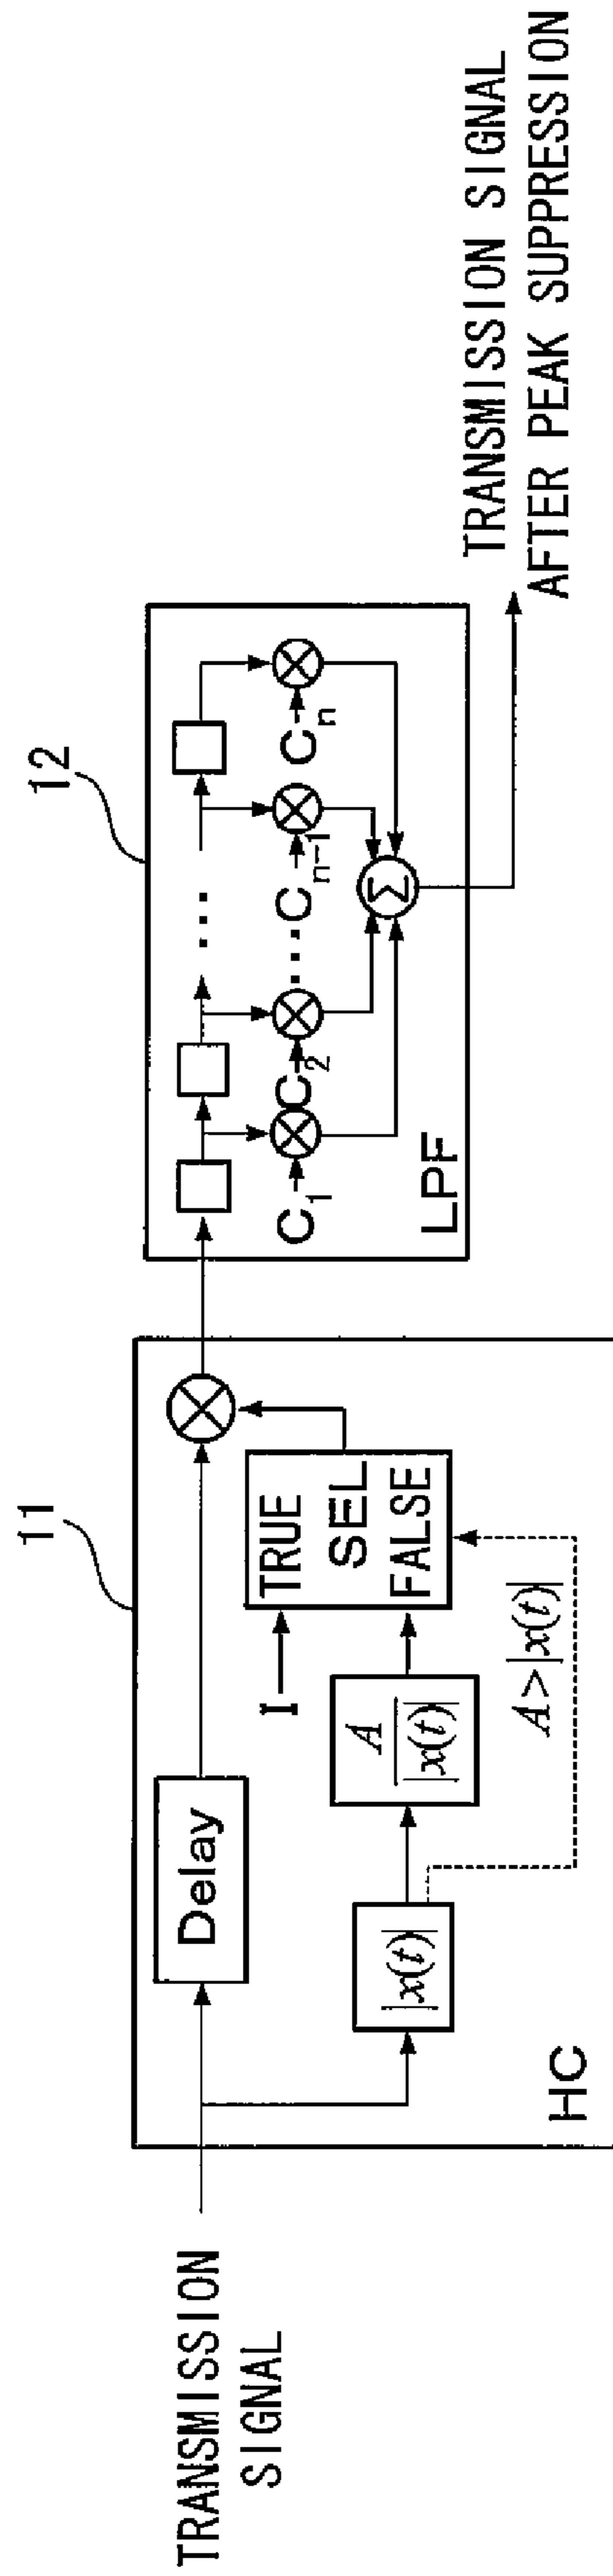 TRANSMISSION
SIGNAL
11
Delay
|x(t)|
A
|x(t)|
I
TRUE
SEL
FALSE
A>|x(t)|
HC
12
...
C1
C2
...
Cn-1
Cn
Σ
LPF
TRANSMISSION SIGNAL
AFTER PEAK SUPPRESSION